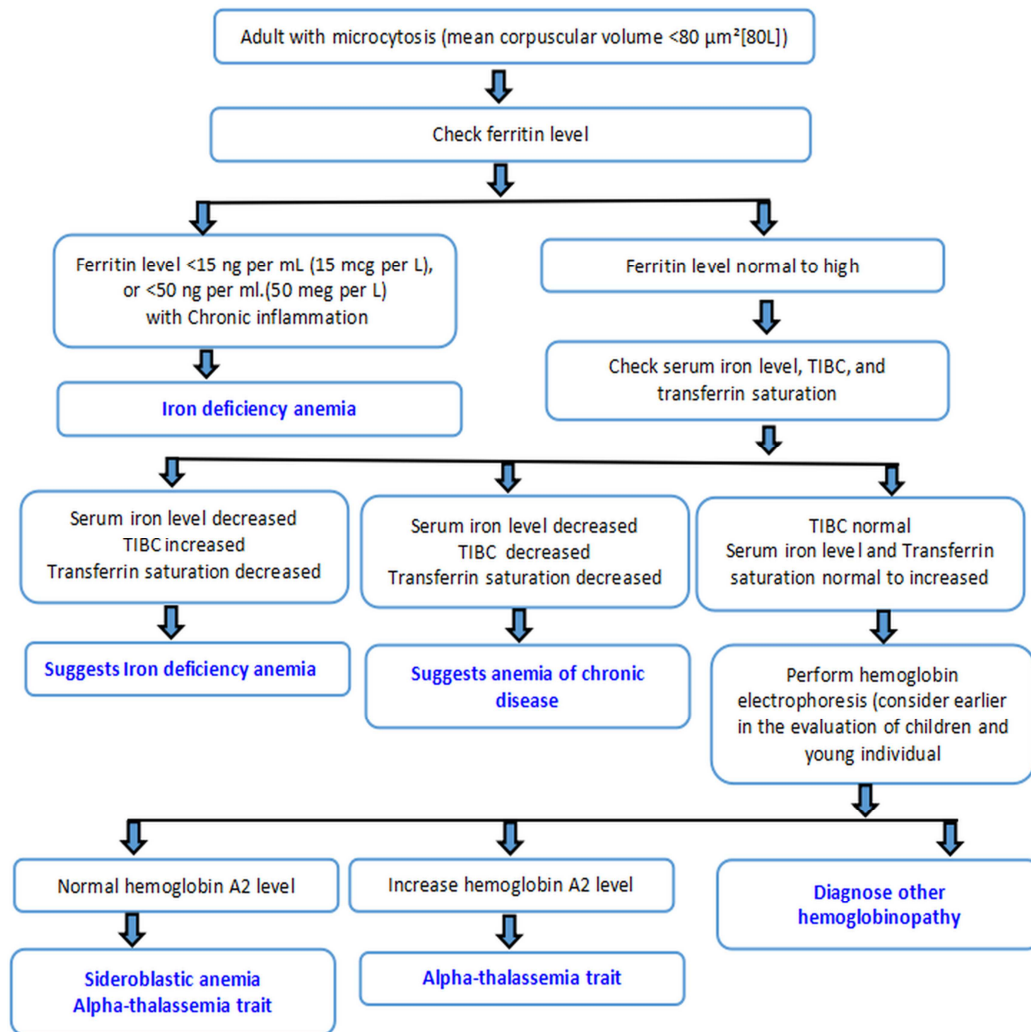 Adult with microcytosis (mean corpuscular volume <80 µm²[80L])
Check ferritin level
Ferritin level <15 ng per mL (15 mcg per L),
or <50 ng per ml.(50 meg per L)
with Chronic inflammation
Ferritin level normal to high
Iron deficiency anemia
Check serum iron level, TIBC, and
transferrin saturation
Serum iron level decreased
TIBC increased
Transferrin saturation decreased
Serum iron level decreased
TIBC decreased
Transferrin saturation decreased
TIBC normal
Serum iron level and Transferrin
saturation normal to increased
Suggests Iron deficiency anemia
Suggests anemia of chronic
disease
Perform hemoglobin
electrophoresis (consider earlier
in the evaluation of children and
young individual
Normal hemoglobin A2 level
Increase hemoglobin A2 level
Diagnose other
hemoglobinopathy
Sideroblastic anemia
Alpha-thalassemia trait
Alpha-thalassemia trait